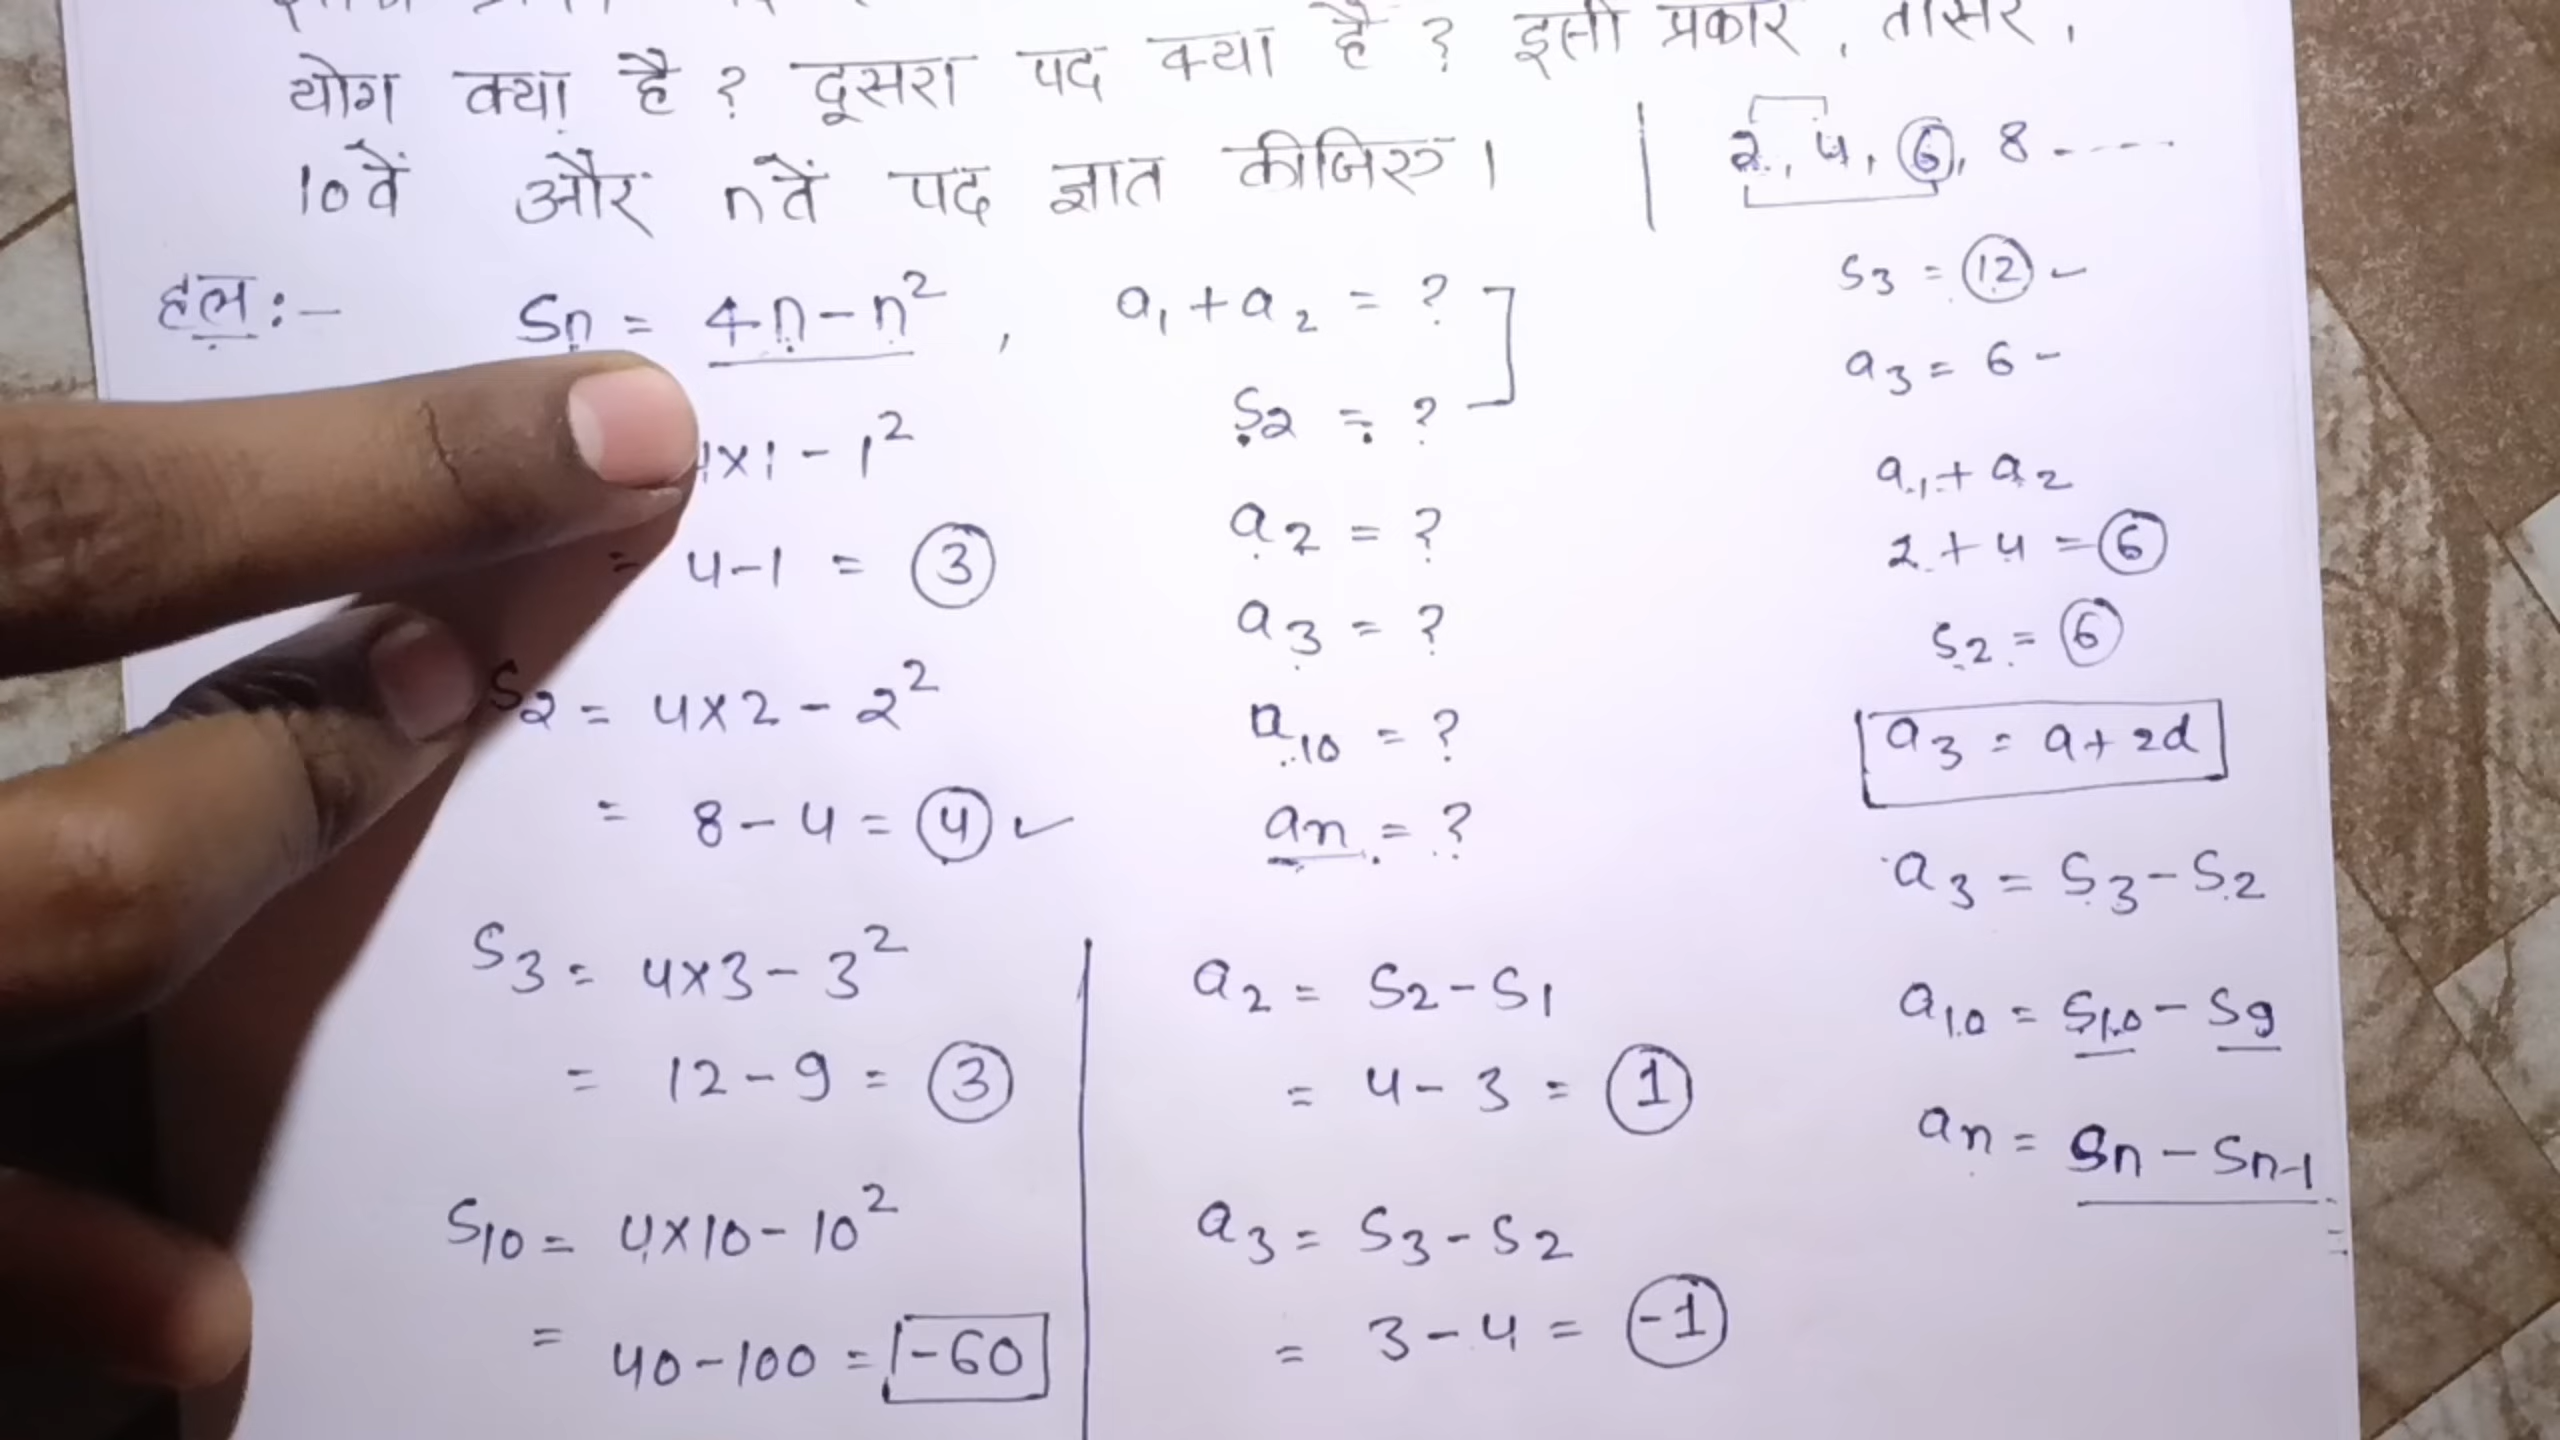 योग क्या है ? दूसरा पद क्या है ? इसी प्रकार , तीसरे ,
10वें और nवें पद ज्ञात कीजिए ।
2, 4, 6, 8 ----
हल :-
Sn = 4n-n²
,
a₁ + a₂ = ?
S₂ = ?
4×1 - 1²
= 4-1 = 3
S₂ = 4×2 - 2²
= 8 - 4 = 4 ✓
S₃ = 4×3 - 3²
= 12 - 9 = 3
S₁₀ = 4×10 - 10²
= 40-100 = -60
a₂ = ?
a₃ = ?
a₁₀ = ?
an = ?
a₂ = S₂-S₁
= 4-3 = 1
a₃ = S₃-S₂
= 3-4 = -1
S₃ = 12 ✓
a₃ = 6 -
a₁ + a₂
2 + 4 = 6
S₂ = 6
a₃ = a+2d
a₃ = S₃-S₂
a₁₀ = S₁₀ - S₉
an = Sn - Sn-1